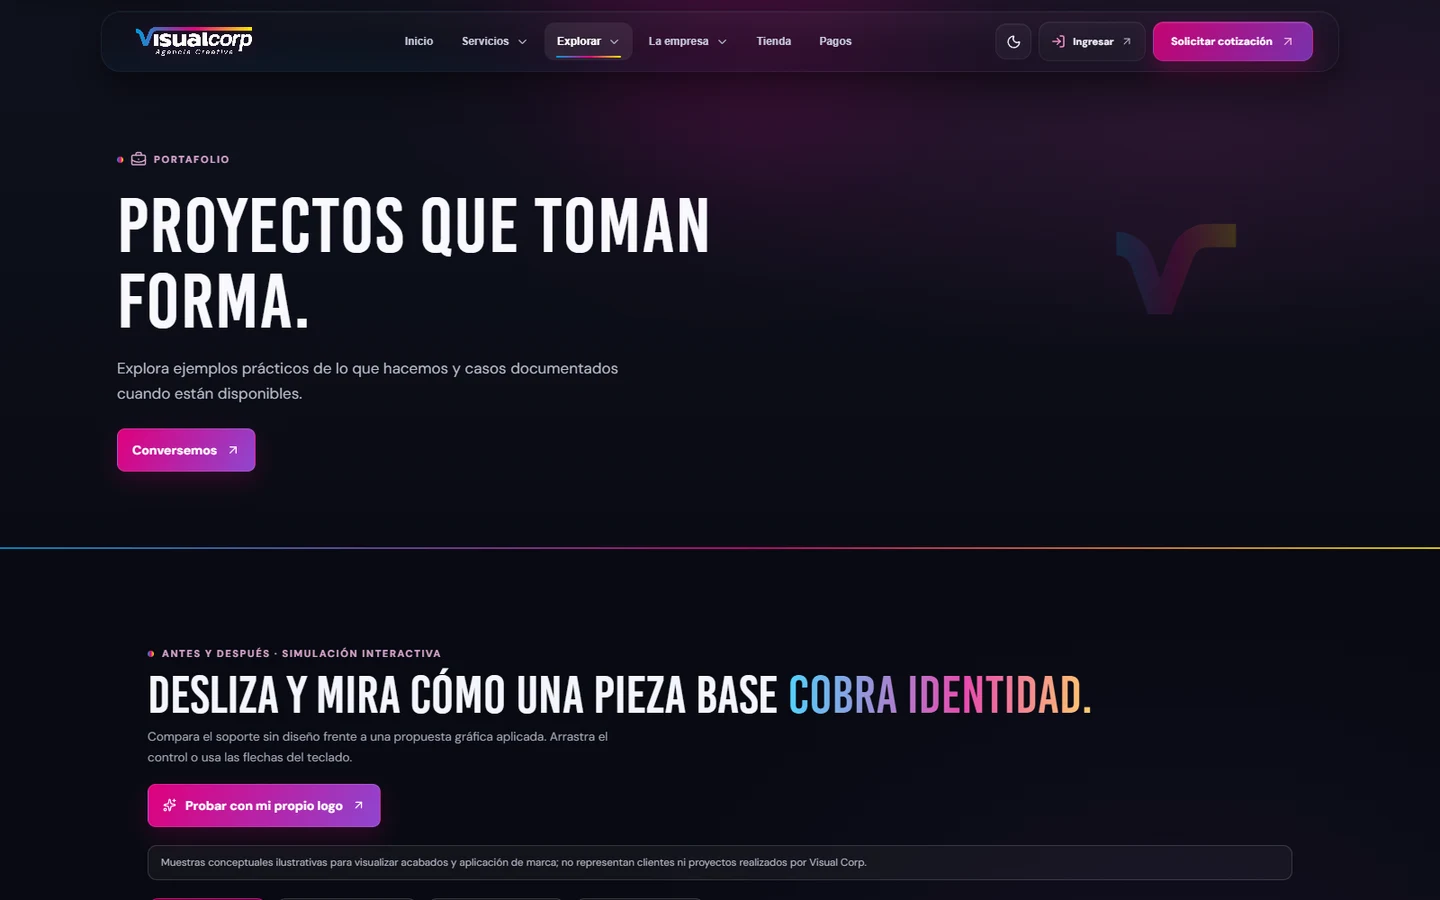 Visualcorp
Agencia Creativa
Inicio
Servicios
Explorar
La empresa
Tienda
Pagos
Ingresar
Solicitar cotización
PORTAFOLIO
PROYECTOS QUE TOMAN
FORMA.
Explora ejemplos prácticos de lo que hacemos y casos documentados
cuando están disponibles.
Conversemos
ANTES Y DESPUÉS · SIMULACIÓN INTERACTIVA
DESLIZA Y MIRA CÓMO UNA PIEZA BASE COBRA IDENTIDAD.
Compara el soporte sin diseño frente a una propuesta gráfica aplicada. Arrastra el
control o usa las flechas del teclado.
Probar con mi propio logo
Muestras conceptuales ilustrativas para visualizar acabados y aplicación de marca; no representan clientes ni proyectos realizados por Visual Corp.